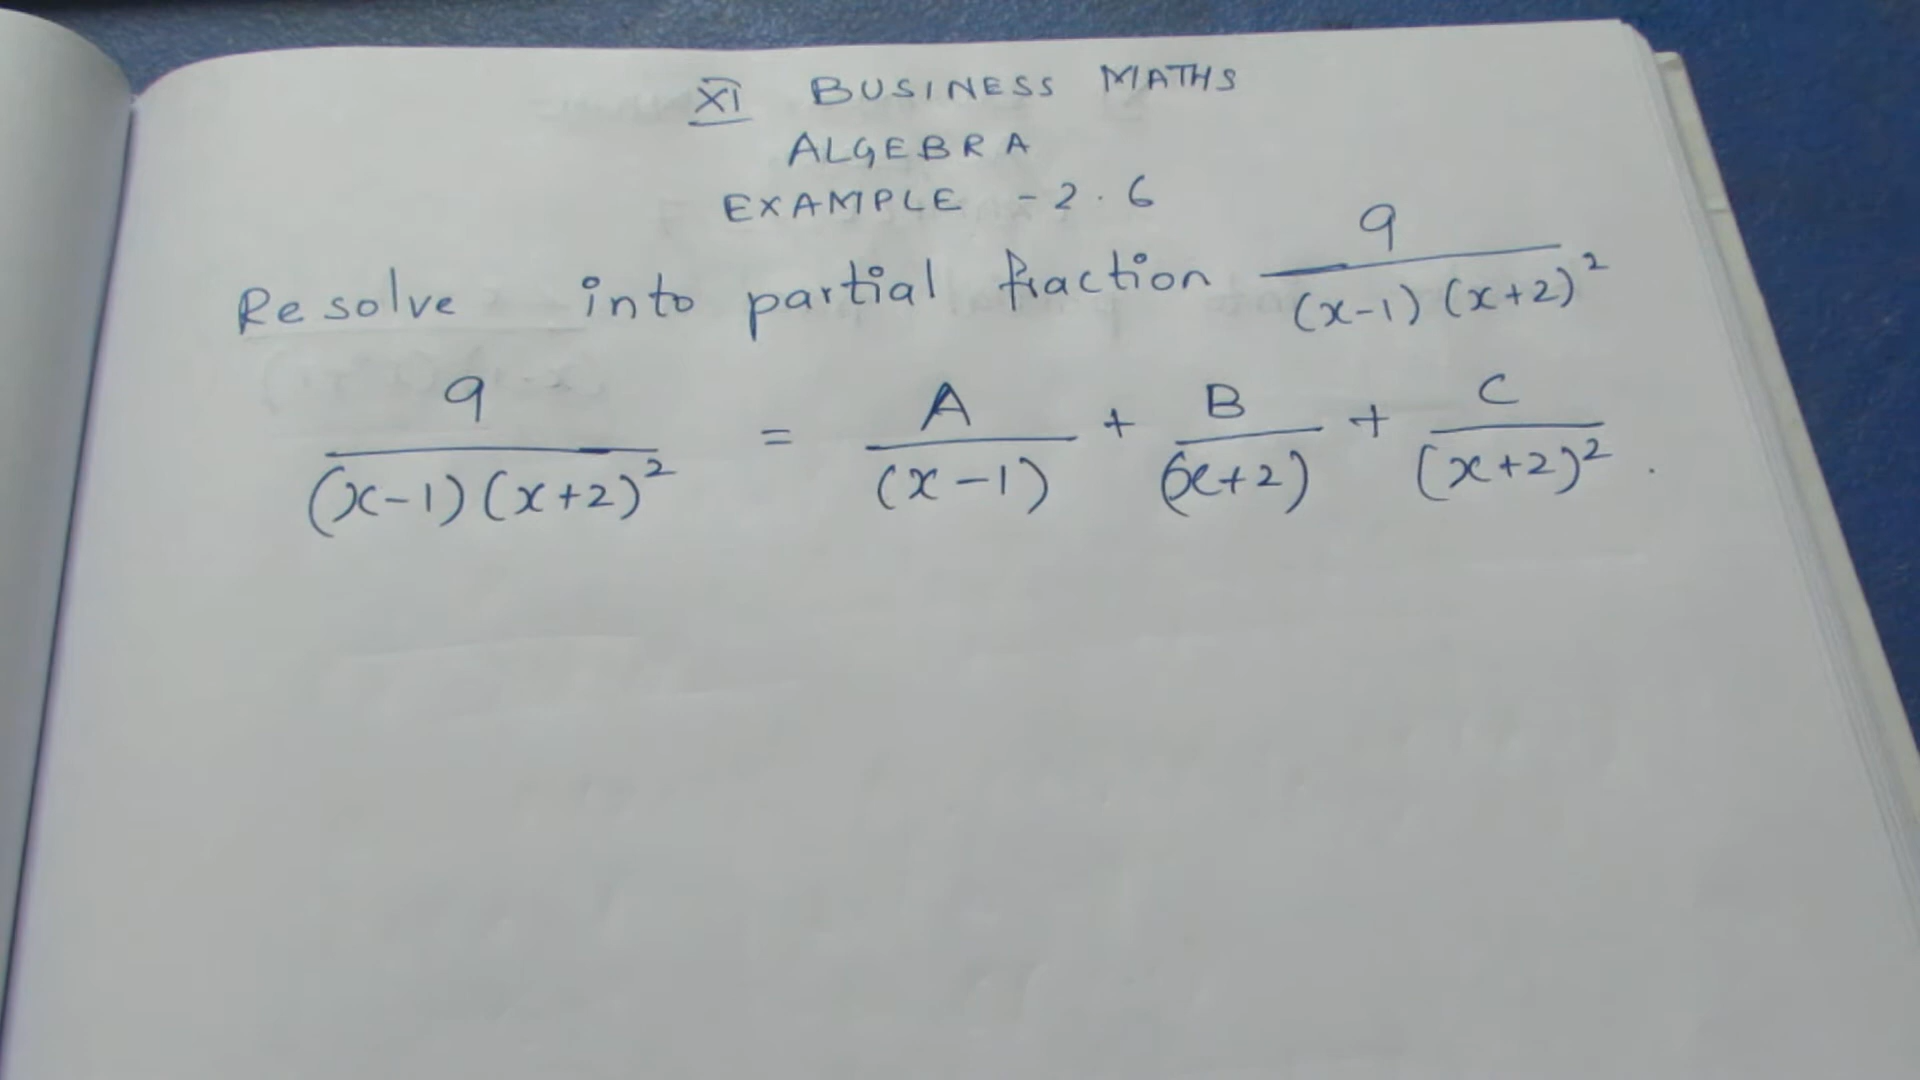 XI BUSINESS MATHS
ALGEBRA
EXAMPLE - 2.6
Resolve into partial fraction 9/((x-1)(x+2)²)
9/((x-1)(x+2)²) = A/(x-1) + B/(x+2) + C/(x+2)².